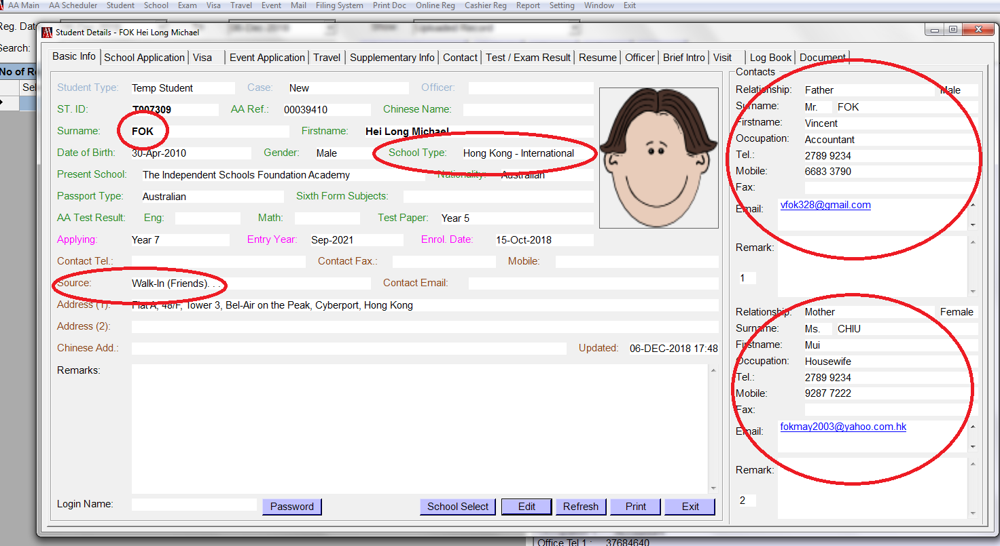 AA Main AA Scheduler Student School Exam Visa Travel Event Mail Filing System Print Doc Online Reg Cashier Reg Report Setting Window Exit
Reg. Dat
Student Details - FOK Hei Long Michael
Search:
Basic Info School Application Visa Event Application Travel Supplementary Info Contact Test / Exam Result Resume Officer Brief Intro Visit Log Book Document
No of Re
Sel
Student Type: Temp Student Case: New Officer:
ST. ID: T007309 AA Ref.: 00039410 Chinese Name:
Surname: FOK Firstname: Hei Long Michael
Date of Birth: 30-Apr-2010 Gender: Male School Type: Hong Kong - International
Present School: The Independent Schools Foundation Academy Nationality: Australian
Passport Type: Australian Sixth Form Subjects:
AA Test Result: Eng: Math: Test Paper: Year 5
Applying: Year 7 Entry Year: Sep-2021 Enrol. Date: 15-Oct-2018
Contact Tel.: Contact Fax.: Mobile:
Source: Walk-In (Friends). . . Contact Email:
Address (1): Flat A, 48/F, Tower 3, Bel-Air on the Peak, Cyberport, Hong Kong
Address (2):
Chinese Add.: Updated: 06-DEC-2018 17:48
Remarks:
Login Name: Password School Select Edit Refresh Print Exit
Contacts
Relationship: Father Male
Surname: Mr. FOK
Firstname: Vincent
Occupation: Accountant
Tel.: 2789 9234
Mobile: 6683 3790
Fax:
Email: vfok328@gmail.com
Remark:
1
Relationship: Mother Female
Surname: Ms. CHIU
Firstname: Mui
Occupation: Housewife
Tel.: 2789 9234
Mobile: 9287 7222
Fax:
Email: fokmay2003@yahoo.com.hk
Remark:
2
Office Tel 1 : 37684640